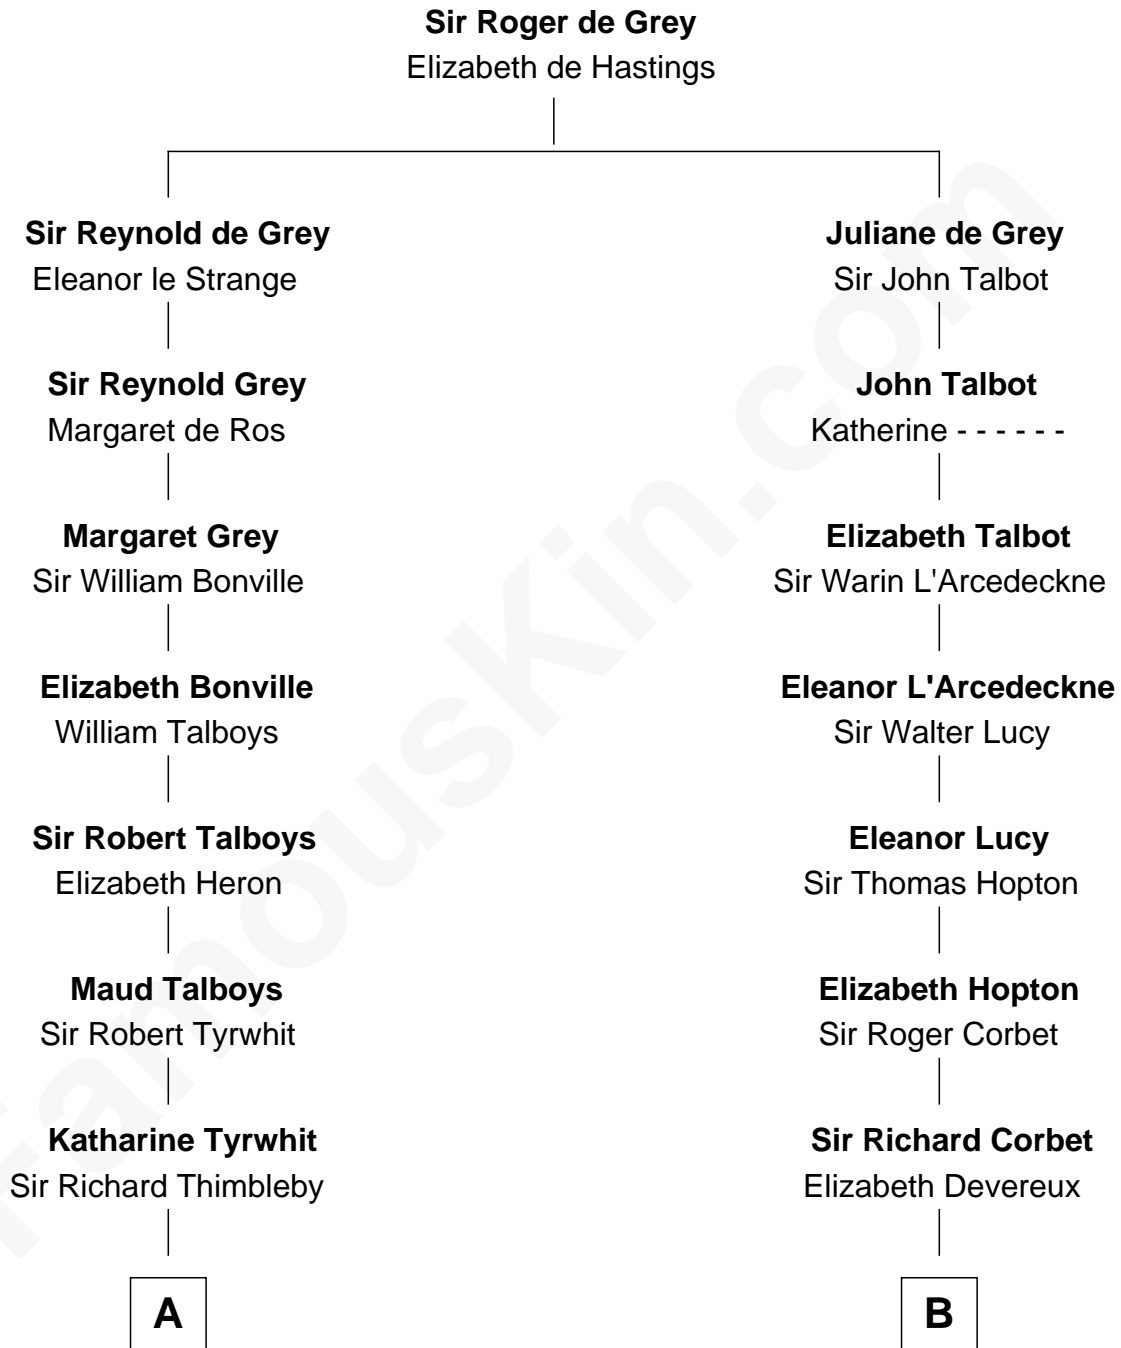 Sir Roger de Grey
Elizabeth de Hastings
Sir Reynold de Grey
Eleanor le Strange
Sir Reynold Grey
Margaret de Ros
Margaret Grey
Sir William Bonville
Elizabeth Bonville
William Talboys
Sir Robert Talboys
Elizabeth Heron
Maud Talboys
Sir Robert Tyrwhit
Katharine Tyrwhit
Sir Richard Thimbleby
A
Juliane de Grey
Sir John Talbot
John Talbot
Katherine - - - - - -
Elizabeth Talbot
Sir Warin L'Arcedeckne
Eleanor L'Arcedeckne
Sir Walter Lucy
Eleanor Lucy
Sir Thomas Hopton
Elizabeth Hopton
Sir Roger Corbet
Sir Richard Corbet
Elizabeth Devereux
B
FamousKin.com